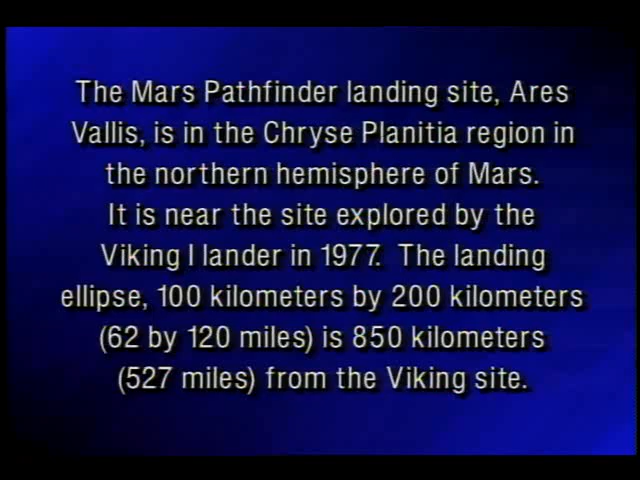 The Mars Pathfinder landing site, Ares
Vallis, is in the Chryse Planitia region in
the northern hemisphere of Mars.
It is near the site explored by the
Viking I lander in 1977. The landing
ellipse, 100 kilometers by 200 kilometers
(62 by 120 miles) is 850 kilometers
(527 miles) from the Viking site.